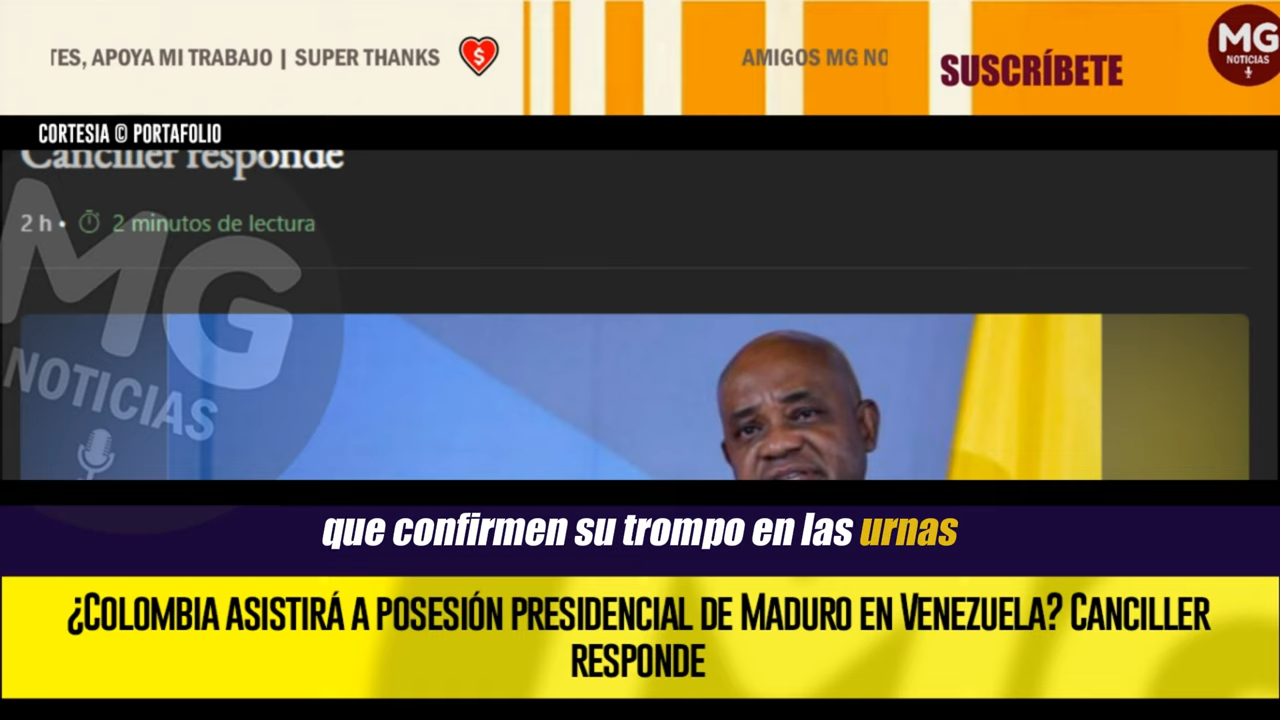 TES, APOYA MI TRABAJO | SUPER THANKS
$
AMIGOS MG NO
SUSCRÍBETE
MG
NOTICIAS
CORTESIA © PORTAFOLIO
Canciller responde
2 h • 2 minutos de lectura
MG
NOTICIAS
que confirmen su trompo en las urnas
¿COLOMBIA ASISTIRÁ A POSESIÓN PRESIDENCIAL DE MADURO EN VENEZUELA? CANCILLER
RESPONDE